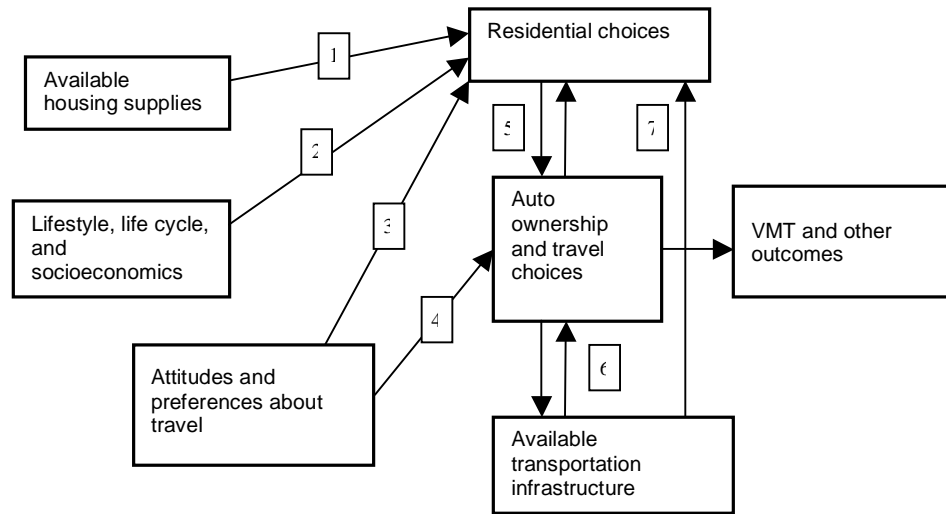 Residential choices
1
Available
housing supplies
2
5
7
Lifestyle, life cycle,
and
socioeconomics
3
Auto
ownership
and travel
choices
VMT and other
outcomes
4
Attitudes and
preferences about
travel
6
Available
transportation
infrastructure